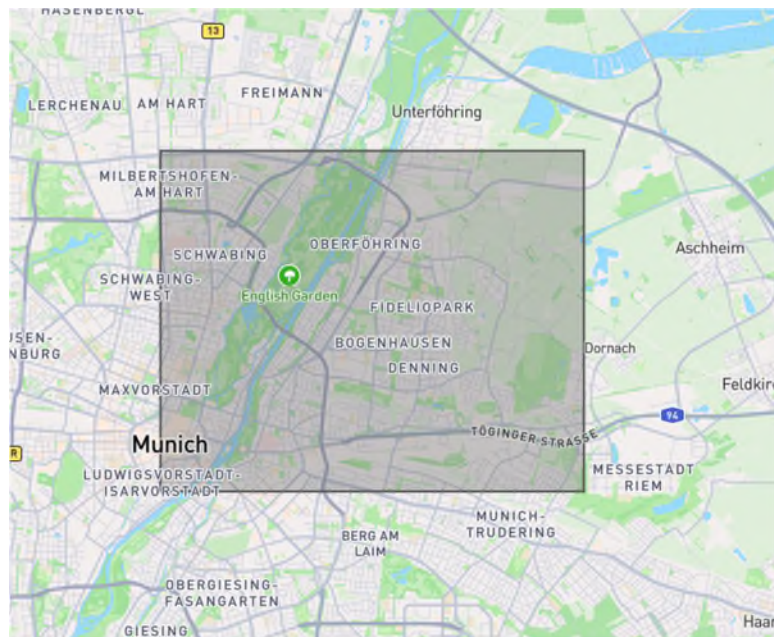 HASENBERGL
13
LERCHENAU
AM HART
FREIMANN
Unterföhring
MILBERTSHOFEN-
AM HART
SCHWABING
OBERFÖHRING
Aschheim
SCHWABING-
WEST
English Garden
FIDELIOPARK
BOGENHAUSEN
DENNING
Dornach
MAXVORSTADT
Feldkir
94
TÖGINGER STRASSE
Munich
R
LUDWIGSVORSTADT-
ISARVORSTADT
MESSESTADT
RIEM
MUNICH-
TRUDERING
BERG AM
LAIM
OBERGIESING-
FASANGARTEN
GIESING
Haar